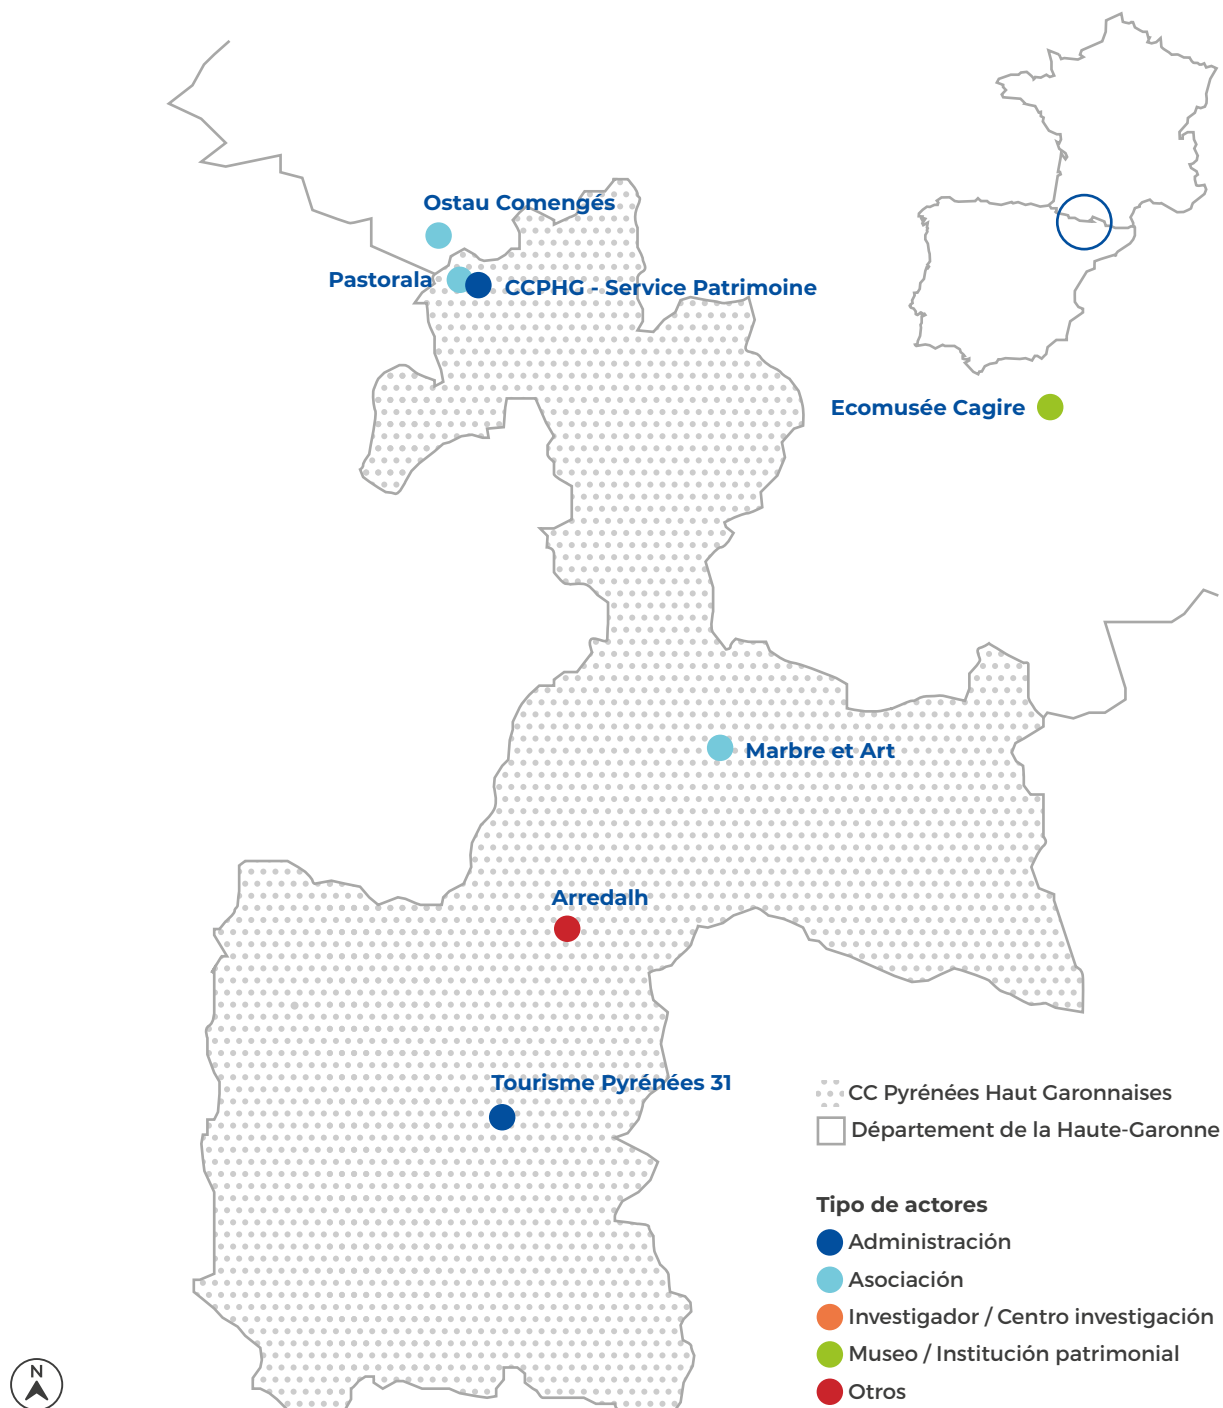 Ostau Comengés
Pastorala
CCPHG - Service Patrimoine
Ecomusée Cagire
Marbre et Art
Arredalh
Tourisme Pyrénées 31
CC Pyrénées Haut Garonnaises
Département de la Haute-Garonne
Tipo de actores
Administración
Asociación
Investigador / Centro investigación
Museo / Institución patrimonial
Otros
N